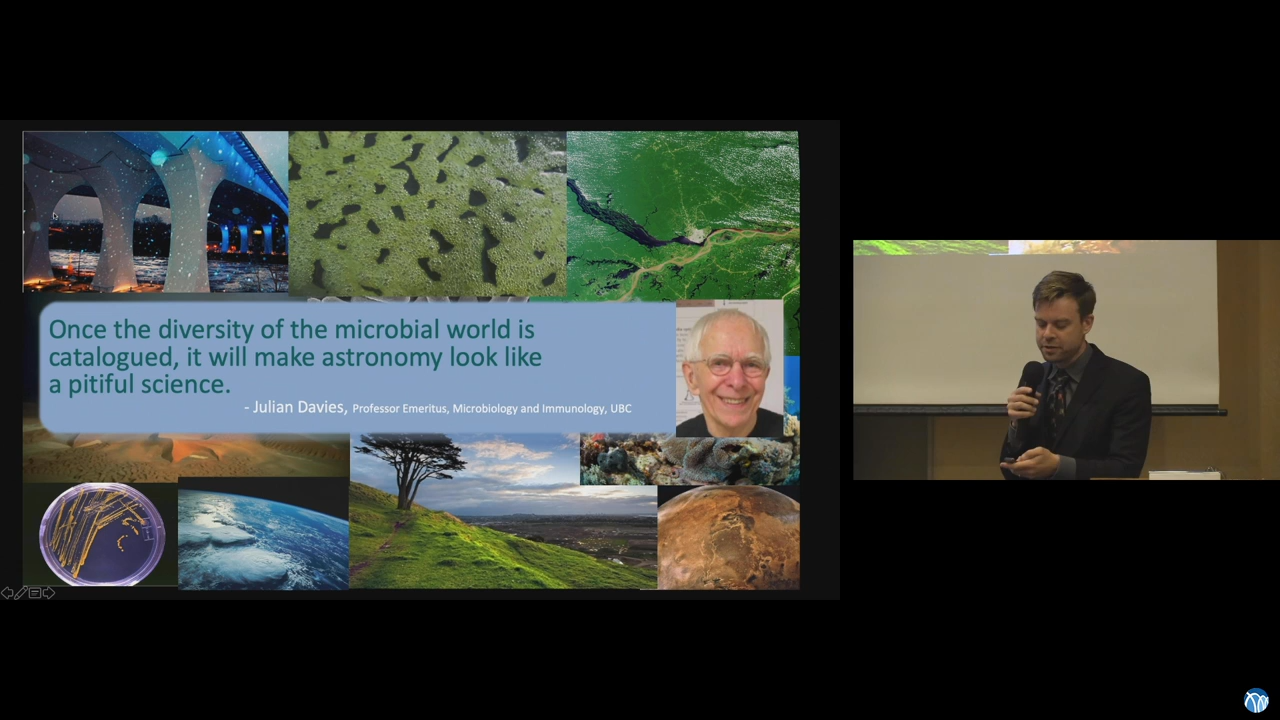 Once the diversity of the microbial world is
catalogued, it will make astronomy look like
a pitiful science.
- Julian Davies, Professor Emeritus, Microbiology and Immunology, UBC